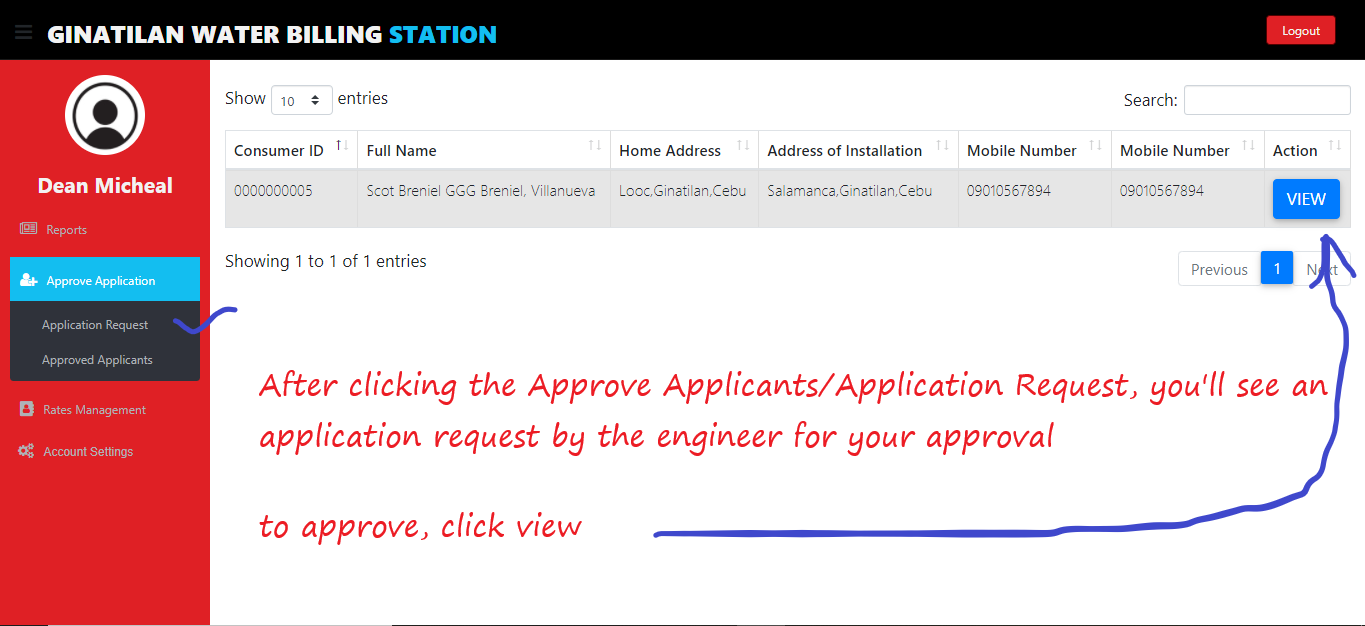 GINATILAN WATER BILLING STATION
Logout
Dean Micheal
Reports
Approve Application
Application Request
Approved Applicants
Rates Management
Account Settings
Show 10 entries
Search:
Consumer ID Full Name Home Address Address of Installation Mobile Number Mobile Number Action
0000000005 Scot Breniel GGG Breniel, Villanueva Looc,Ginatilan,Cebu Salamanca,Ginatilan,Cebu 09010567894 09010567894 VIEW
Showing 1 to 1 of 1 entries
Previous 1 Next
After clicking the Approve Applicants/Application Request, you'll see an
application request by the engineer for your approval
to approve, click view